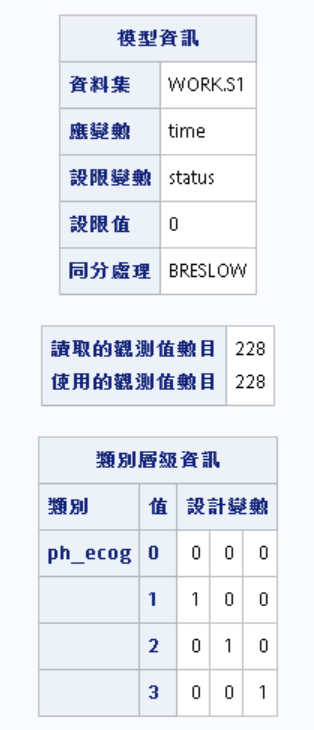 模型資訊
資料集 WORK.S1
應變數 time
設限變數 status
設限值 0
同分處理 BRESLOW
讀取的觀測值數目 228
使用的觀測值數目 228
類別層級資訊
類別 值 設計變數
ph_ecog 0 0 0 0
1 1 0 0
2 0 1 0
3 0 0 1